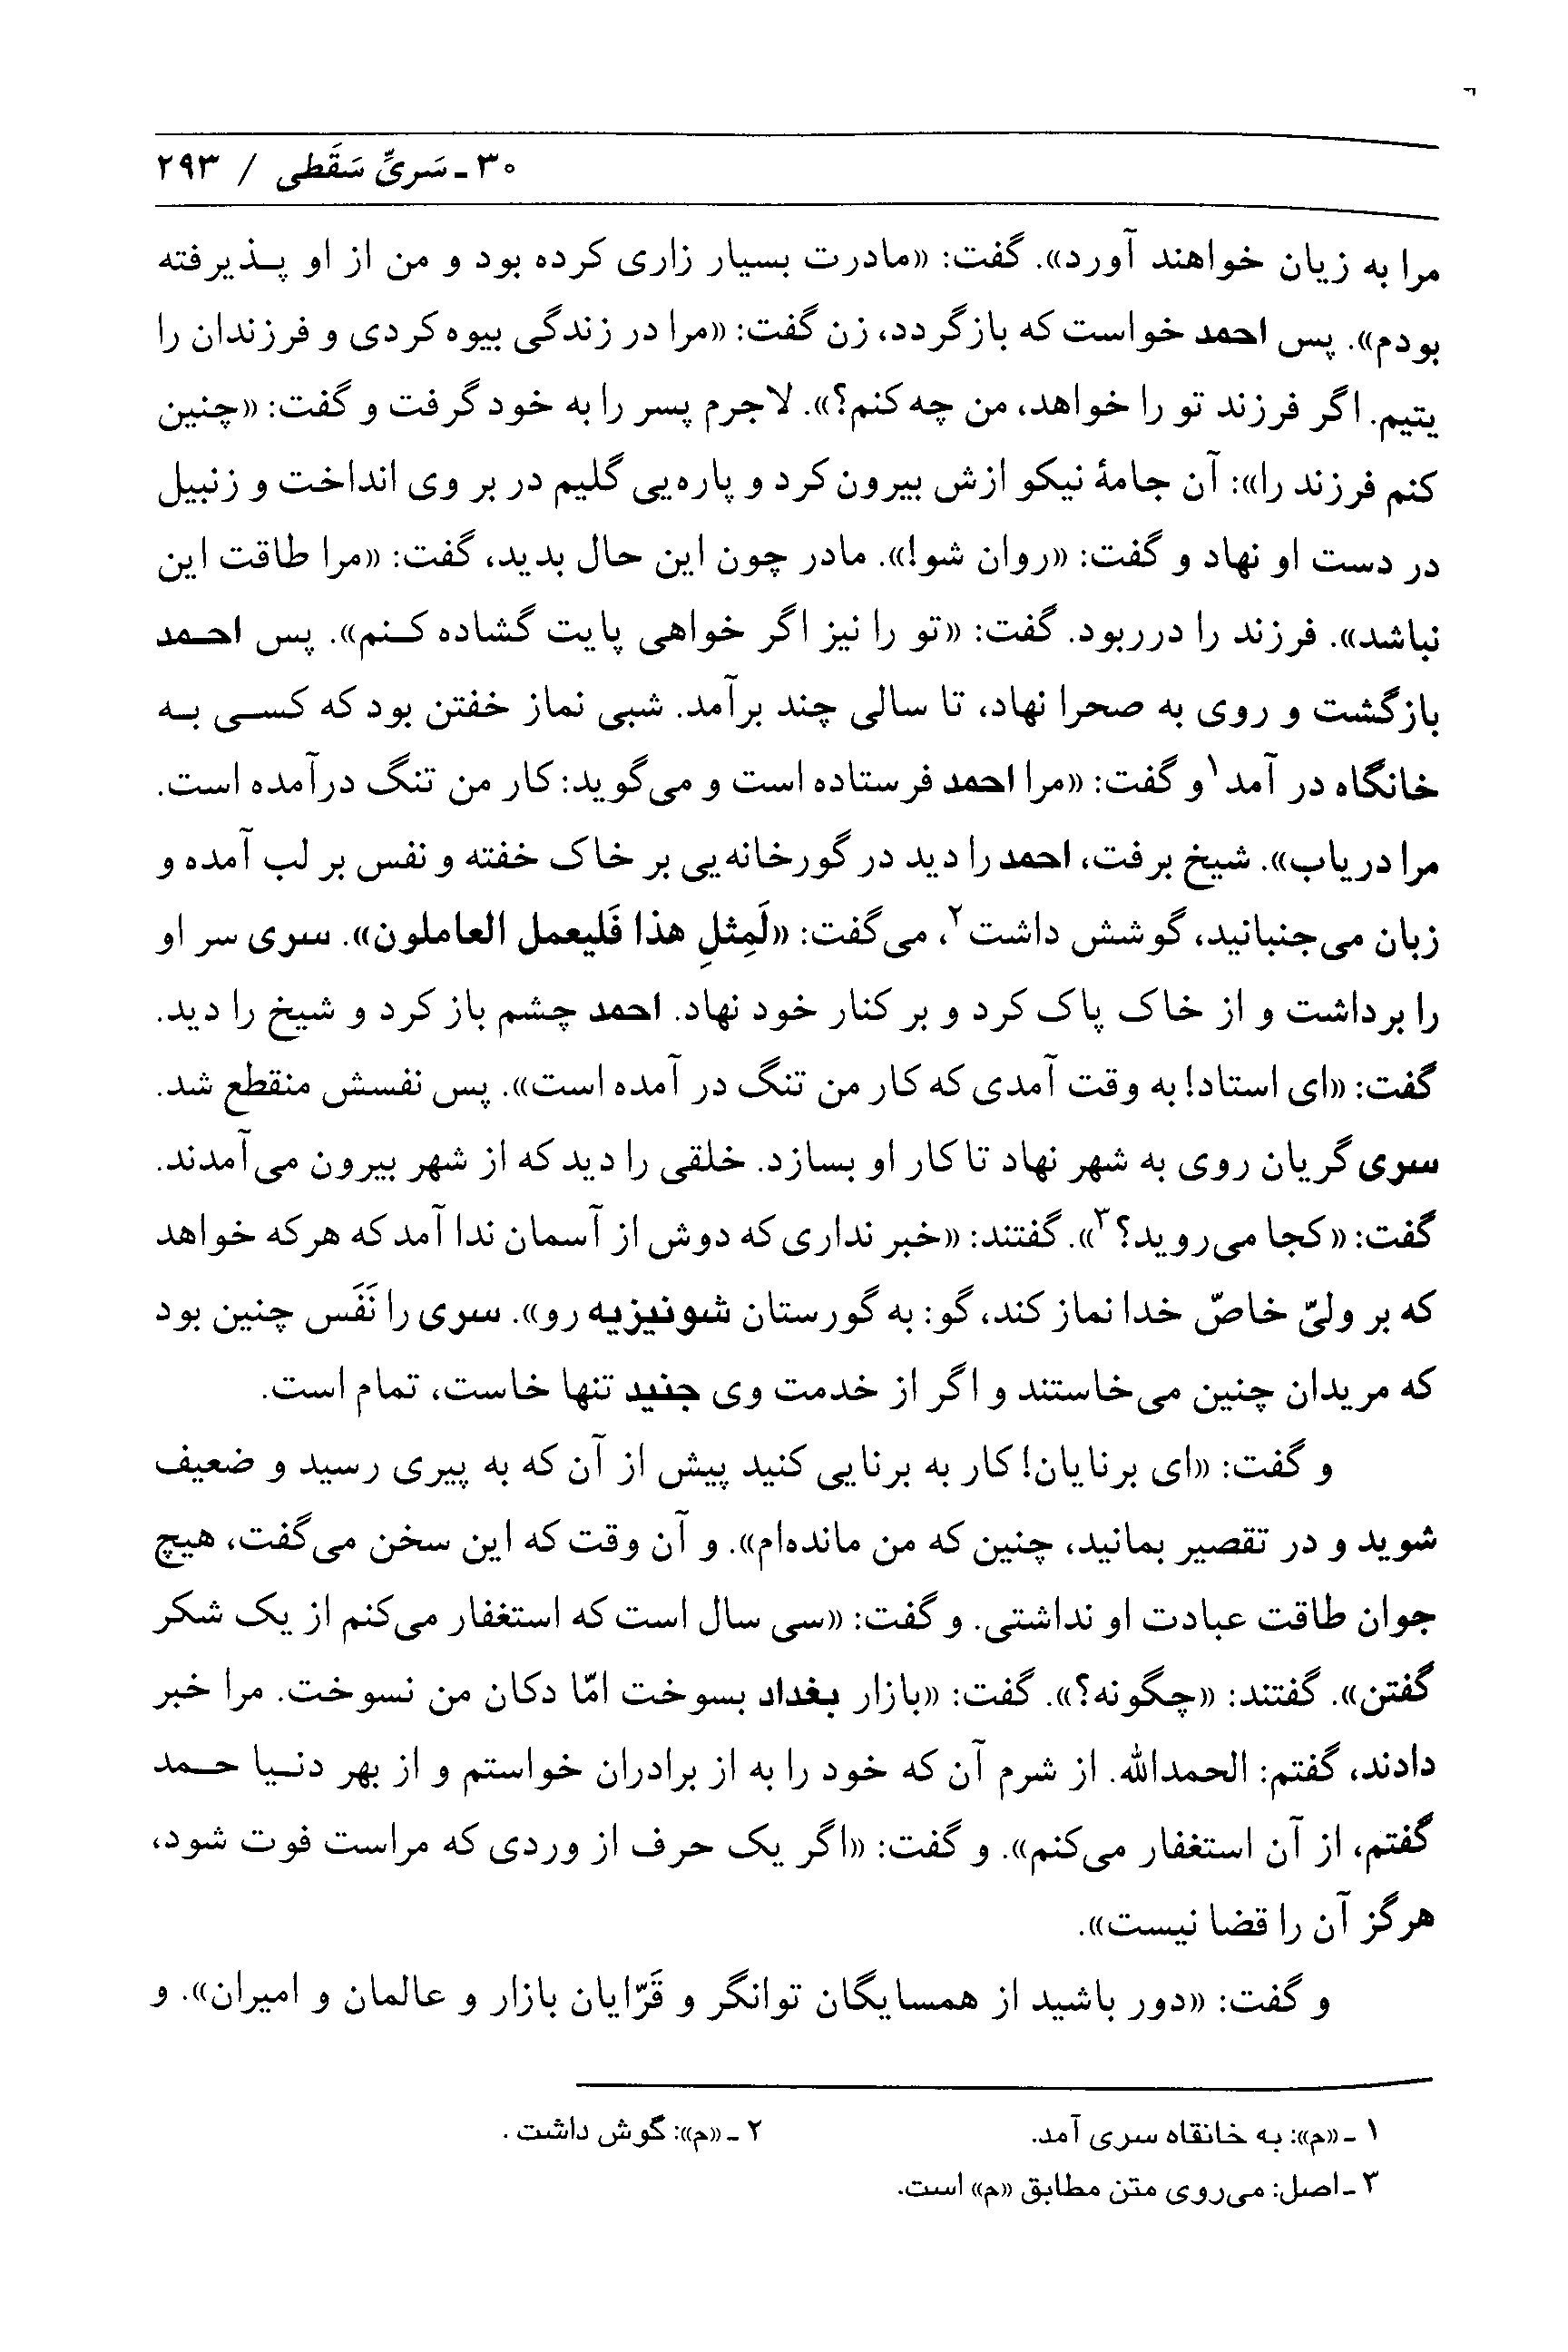 ۳۰ ـ سَریِّ سَقَطی / ۲۹۳
مرا به زیان خواهند آورد». گفت: «مادرت بسیار زاری کرده بود و من از او پـذیرفته
بودم». پس احمد خواست که بازگردد، زن گفت: «مرا در زندگی بیوه کردی و فرزندان را
یتیم. اگر فرزند تو را خواهد، من چه کنم؟». لاجرم پسر را به خود گرفت و گفت: «چنین
کنم فرزند را»: آن جامهٔ نیکو ازش بیرون کرد و پاره‌یی گلیم در بر وی انداخت و زنبیل
در دست او نهاد و گفت: «روان شو!». مادر چون این حال بدید، گفت: «مرا طاقت این
نباشد». فرزند را درربود. گفت: «تو را نیز اگر خواهی پایت گشاده کـنم». پس احـمد
بازگشت و روی به صحرا نهاد، تا سالی چند برآمد. شبی نماز خفتن بود که کسـی بـه
خانگاه در آمد۱ و گفت: «مرا احمد فرستاده است و می‌گوید: کار من تنگ درآمده است.
مرا دریاب». شیخ برفت، احمد را دید در گورخانه‌یی بر خاک خفته و نفس بر لب آمده و
زبان می‌جنبانید، گوشش داشت۲، می‌گفت: «لَمِثلِ هذا فَلیعمل العاملون». سری سر او
را برداشت و از خاک پاک کرد و بر کنار خود نهاد. احمد چشم باز کرد و شیخ را دید.
گفت: «ای استاد! به وقت آمدی که کار من تنگ در آمده است». پس نفسش منقطع شد.
سری گریان روی به شهر نهاد تا کار او بسازد. خلقی را دید که از شهر بیرون می‌آمدند.
گفت: «کجا می‌روید؟۳». گفتند: «خبر نداری که دوش از آسمان ندا آمد که هرکه خواهد
که بر ولیّ خاصّ خدا نماز کند، گو: به گورستان شونیزیه رو». سری را نَفَس چنین بود
که مریدان چنین می‌خاستند و اگر از خدمت وی جنید تنها خاست، تمام است.
و گفت: «ای برنایان! کار به برنایی کنید پیش از آن که به پیری رسید و ضعیف
شوید و در تقصیر بمانید، چنین که من مانده‌ام». و آن وقت که این سخن می‌گفت، هیچ
جوان طاقت عبادت او نداشتی. و گفت: «سی سال است که استغفار می‌کنم از یک شکر
گفتن». گفتند: «چگونه؟». گفت: «بازار بغداد بسوخت امّا دکان من نسوخت. مرا خبر
دادند، گفتم: الحمدالله. از شرم آن که خود را به از برادران خواستم و از بهر دنـیا حـمد
گفتم، از آن استغفار می‌کنم». و گفت: «اگر یک حرف از وردی که مراست فوت شود،
هرگز آن را قضا نیست».
و گفت: «دور باشید از همسایگان توانگر و قَرّایان بازار و عالمان و امیران». و
۱ ـ «م»: به خانقاه سری آمد. ۲ ـ «م»: گوش داشت.
۳ ـ اصل: می‌روی متن مطابق «م» است.